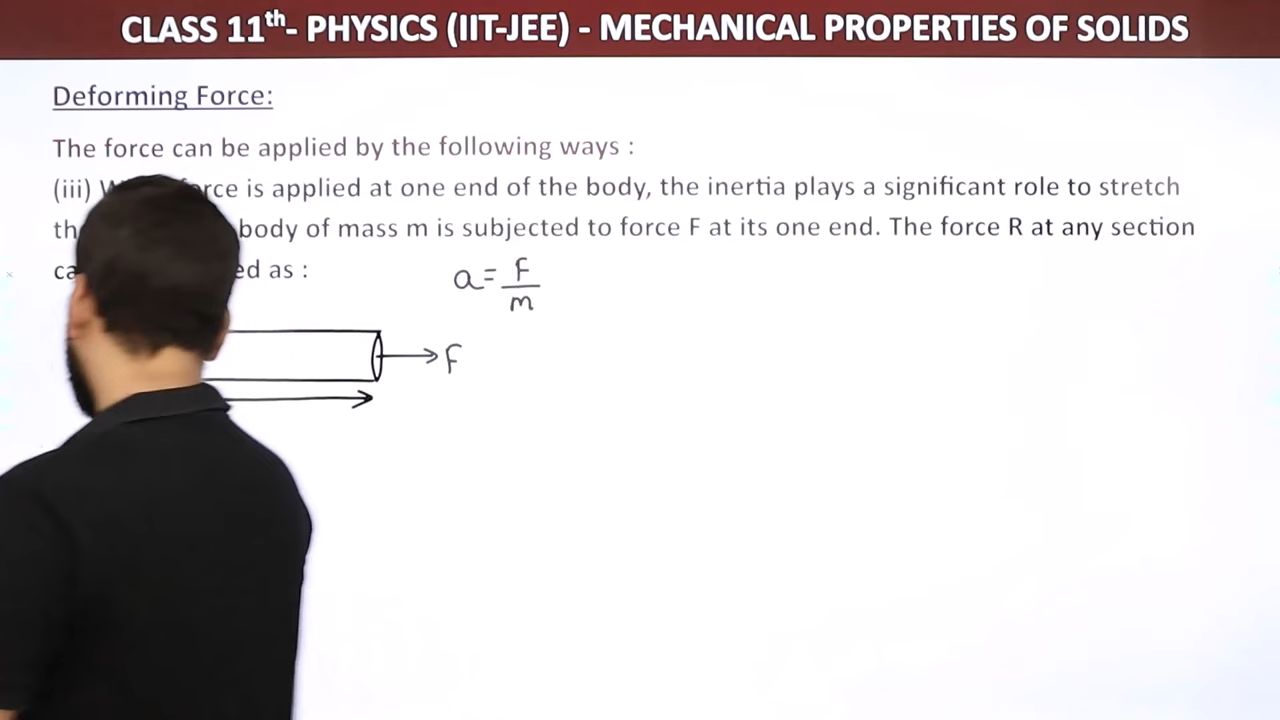 CLASS 11th- PHYSICS (IIT-JEE) - MECHANICAL PROPERTIES OF SOLIDS
Deforming Force:
The force can be applied by the following ways :
(iii) is applied at one end of the body, the inertia plays a significant role to stretch
body of mass m is subjected to force F at its one end. The force R at any section
as :
a = F/m
F